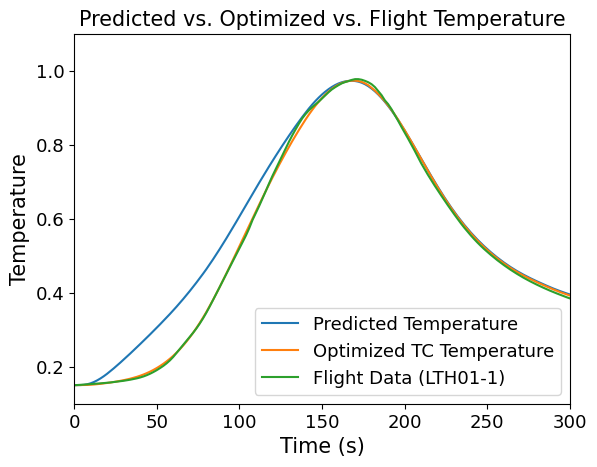 Predicted vs. Optimized vs. Flight Temperature
Temperature
1.0
0.8
0.6
0.4
0.2
Predicted Temperature
Optimized TC Temperature
Flight Data (LTH01-1)
0 50 100 150 200 250 300
Time (s)